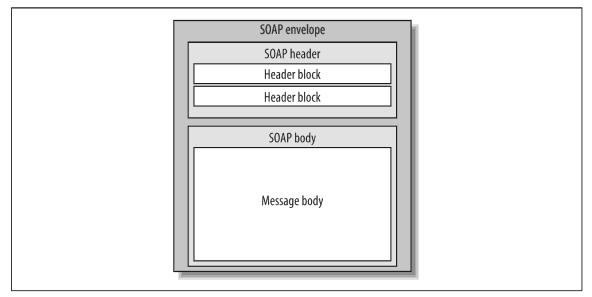 SOAP envelope
SOAP header
Header block
Header block
SOAP body
Message body